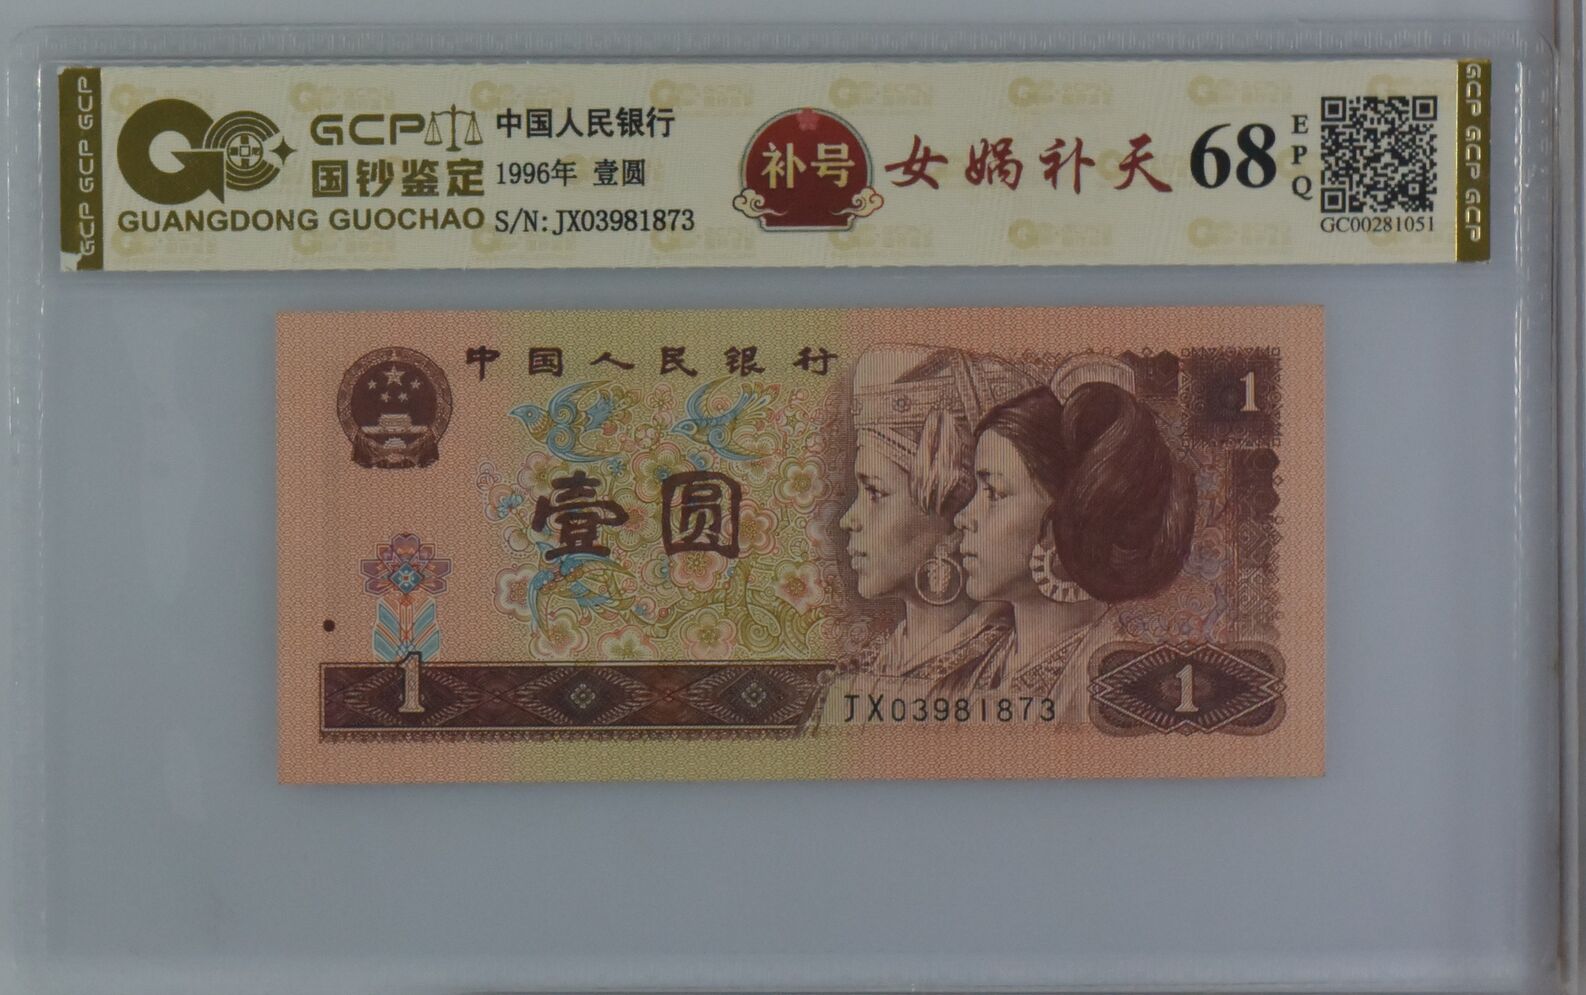 GCP GCP GCP
GCP
国钞鉴定
GUANGDONG GUOCHAO
中国人民银行
1996年 壹圆
S/N: JX03981873
补号
女娲补天
68
EPQ
GC00281051
GCP GCP GCP
中国人民银行
1
壹圆
1
JX03981873
1